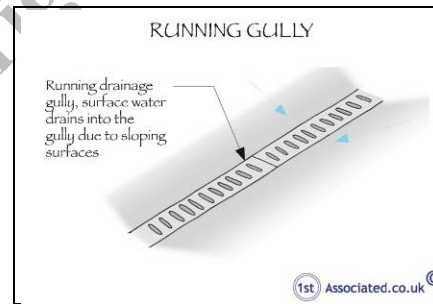 RUNNING GULLY
Running drainage
gully, surface water
drains into the
gully due to sloping
surfaces
1st Associated.co.uk ©